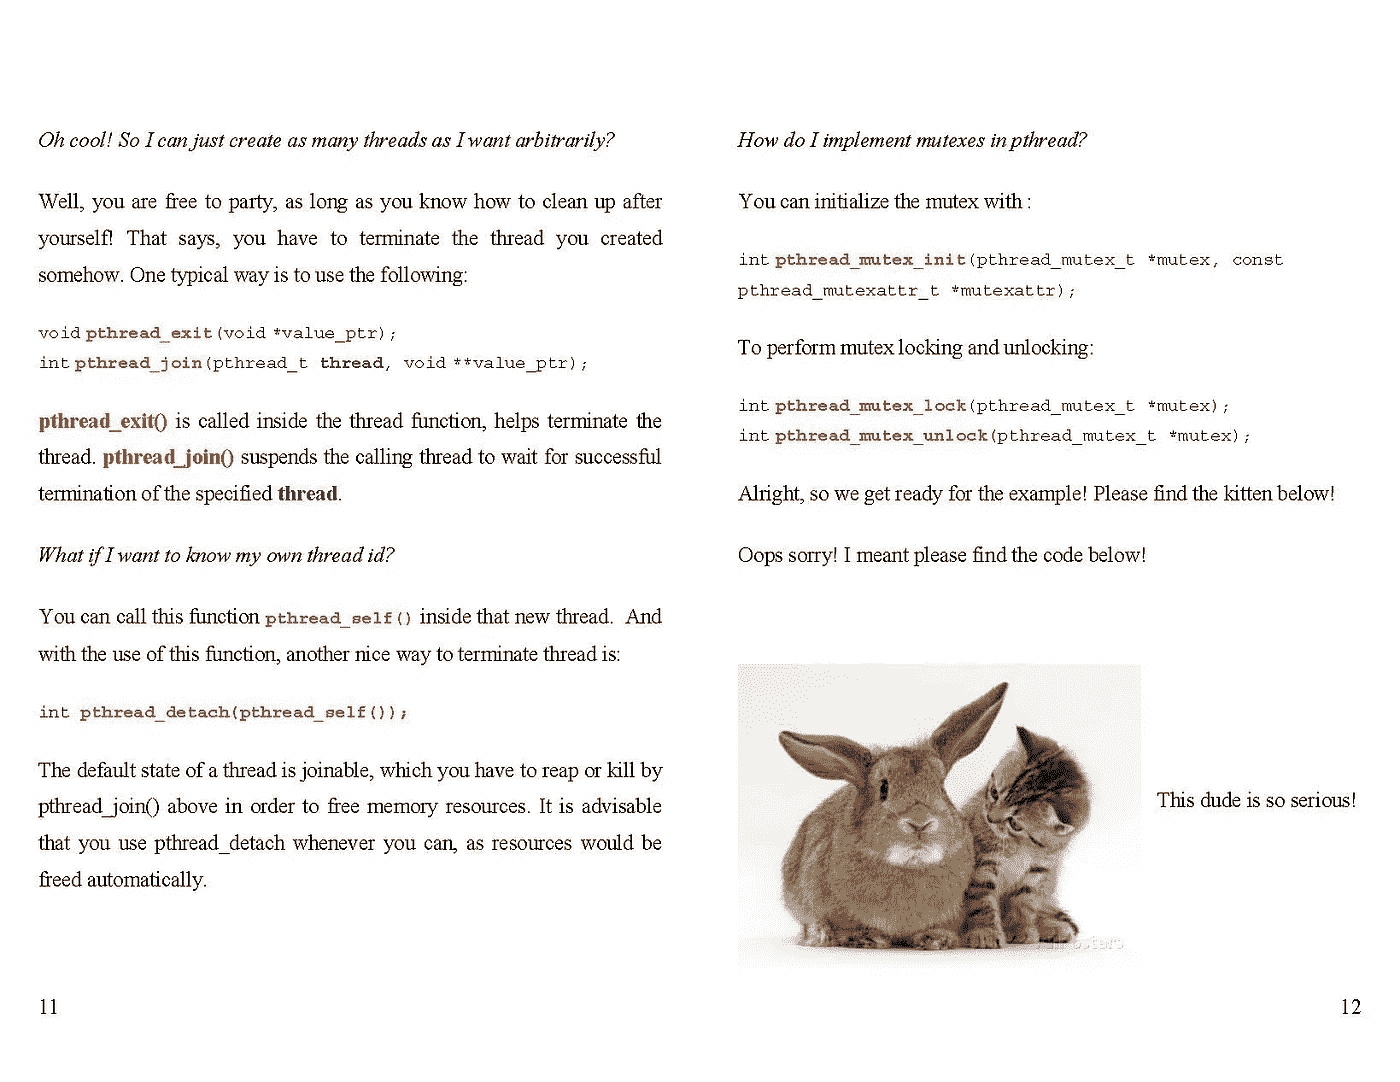 Oh cool! So I can just create as many threads as I want arbitrarily?
Well, you are free to party, as long as you know how to clean up after
yourself! That says, you have to terminate the thread you created
somehow. One typical way is to use the following:
void pthread_exit(void *value_ptr);
int pthread_join(pthread_t thread, void **value_ptr);
pthread_exit() is called inside the thread function, helps terminate the
thread. pthread_join() suspends the calling thread to wait for successful
termination of the specified thread.
What if I want to know my own thread id?
You can call this function pthread_self() inside that new thread. And
with the use of this function, another nice way to terminate thread is:
int pthread_detach(pthread_self());
The default state of a thread is joinable, which you have to reap or kill by
pthread_join() above in order to free memory resources. It is advisable
that you use pthread_detach whenever you can, as resources would be
freed automatically.
11
How do I implement mutexes in pthread?
You can initialize the mutex with :
int pthread_mutex_init(pthread_mutex_t *mutex, const
pthread_mutexattr_t *mutexattr);
To perform mutex locking and unlocking:
int pthread_mutex_lock(pthread_mutex_t *mutex);
int pthread_mutex_unlock(pthread_mutex_t *mutex);
Alright, so we get ready for the example! Please find the kitten below!
Oops sorry! I meant please find the code below!
This dude is so serious!
12